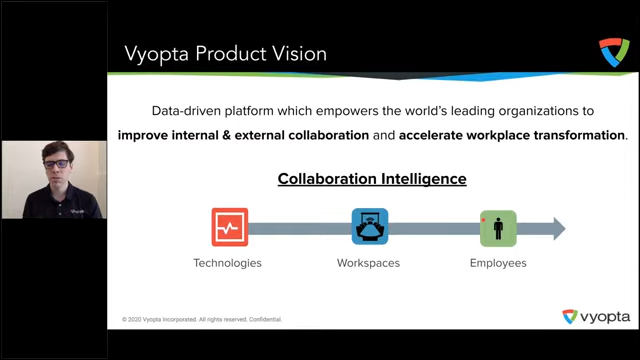 Vyopta Product Vision
Data-driven platform which empowers the world's leading organizations to
improve internal & external collaboration and accelerate workplace transformation.
Collaboration Intelligence
Technologies
Workspaces
Employees
© 2020 Vyopta Incorporated. All rights reserved. Confidential.
vyopta